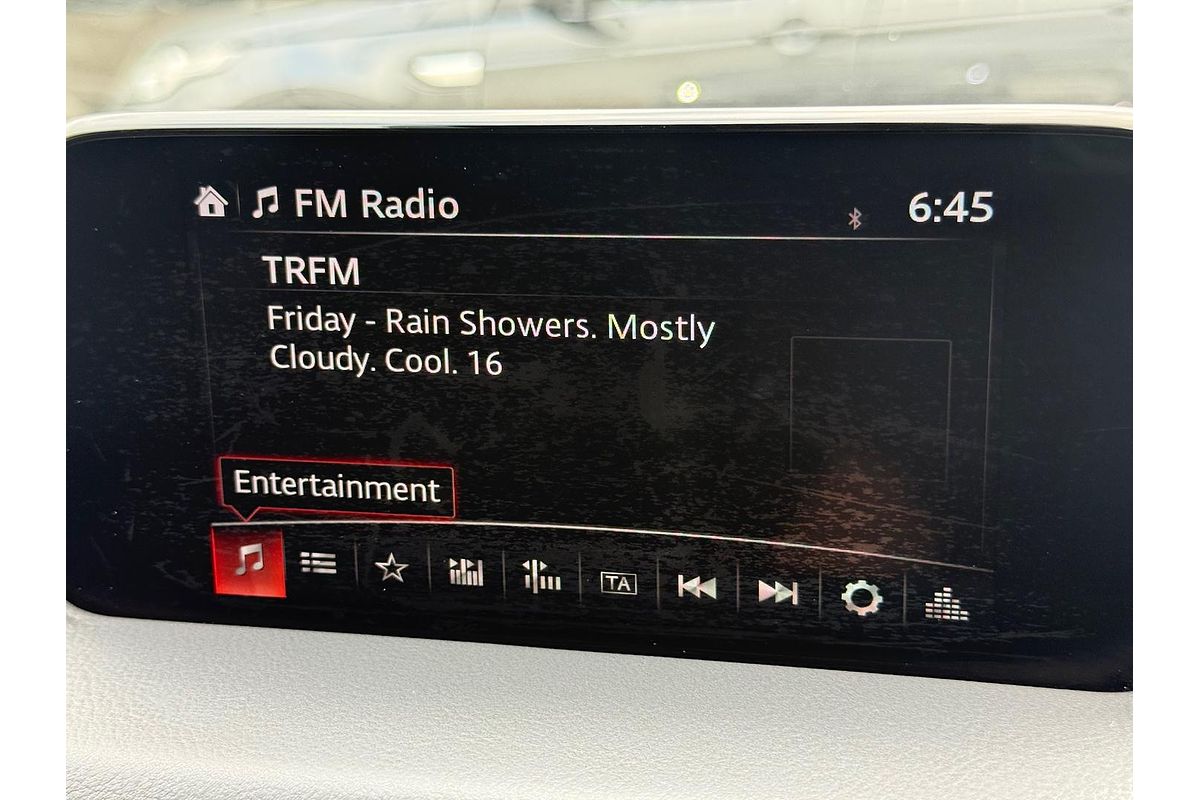 FM Radio 6:45
TRFM
Friday - Rain Showers. Mostly
Cloudy. Cool. 16
Entertainment
TA